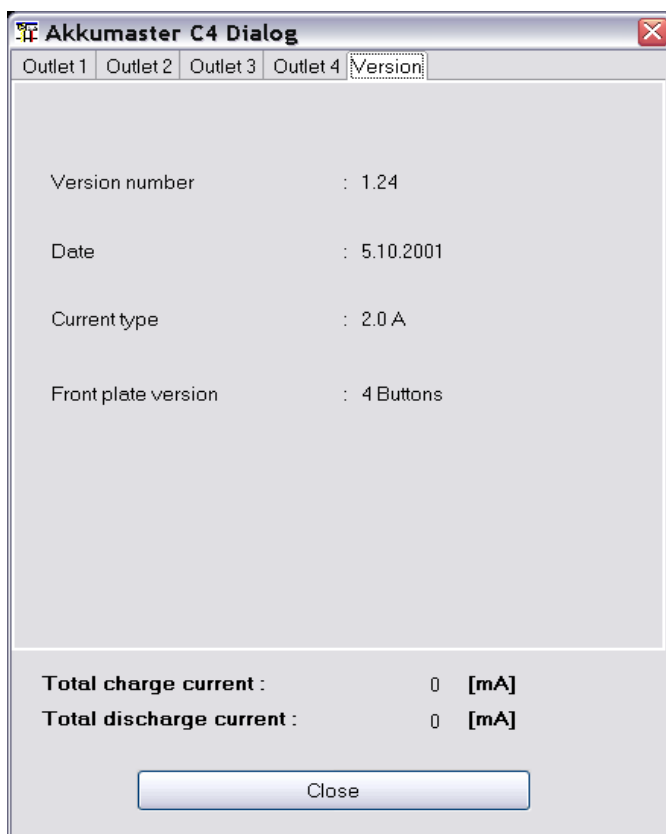 Akkumaster C4 Dialog
Outlet 1 Outlet 2 Outlet 3 Outlet 4 Version
Version number : 1.24
Date : 5.10.2001
Current type : 2.0 A
Front plate version : 4 Buttons
Total charge current : 0 [mA]
Total discharge current : 0 [mA]
Close